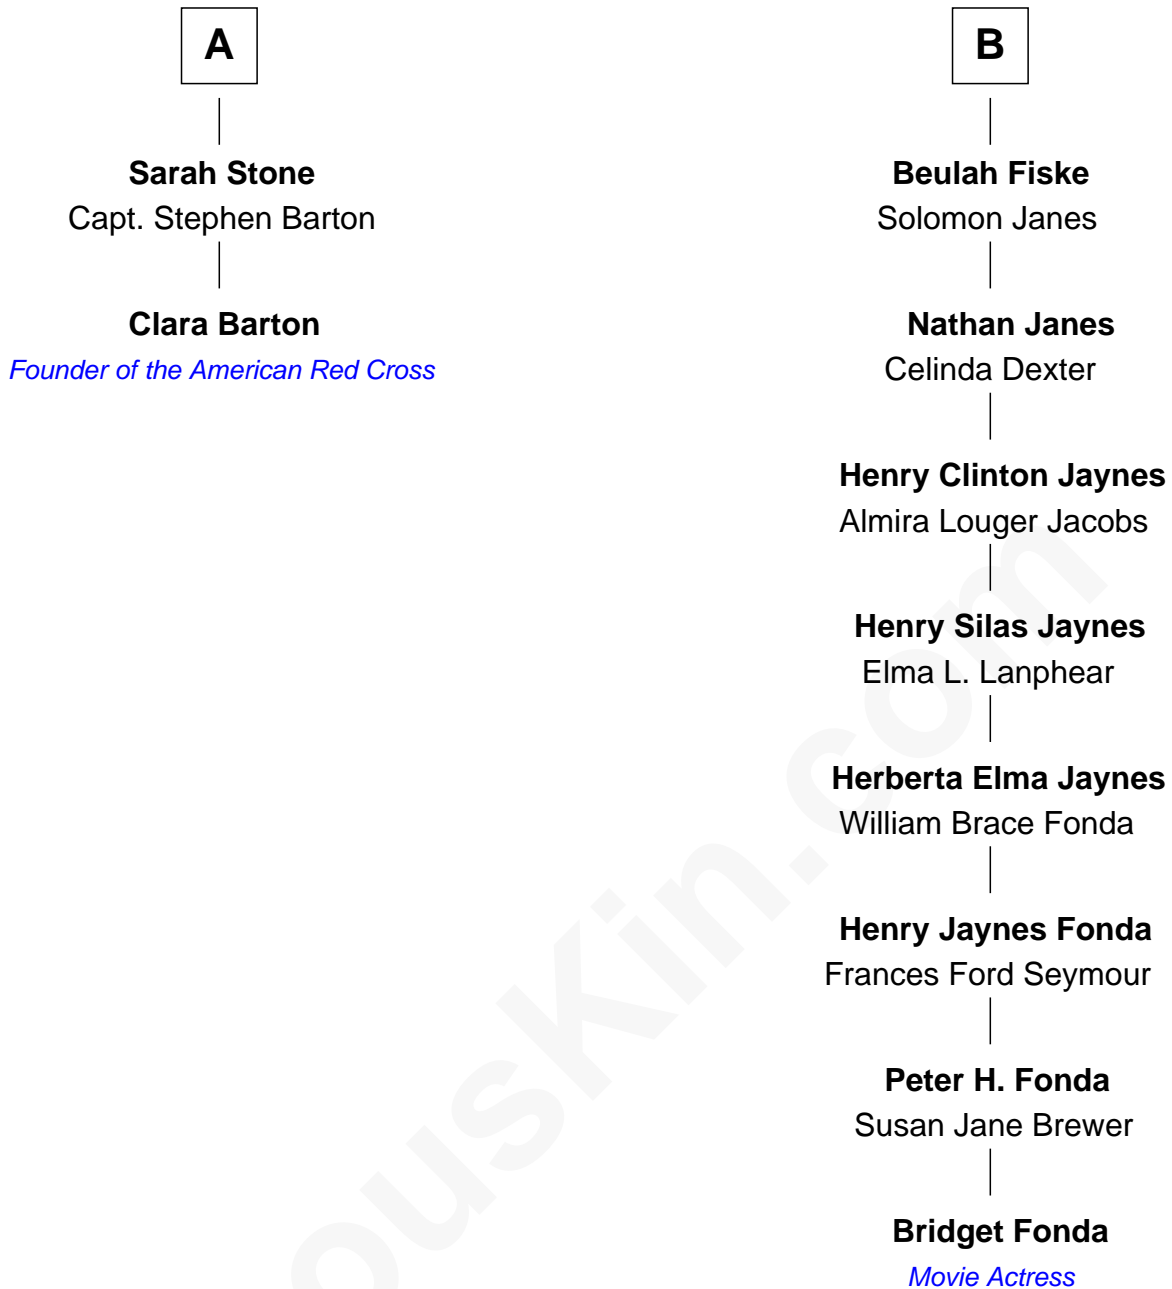 A
Sarah Stone
Capt. Stephen Barton
Clara Barton
Founder of the American Red Cross
B
Beulah Fiske
Solomon Janes
Nathan Janes
Celinda Dexter
Henry Clinton Jaynes
Almira Louger Jacobs
Henry Silas Jaynes
Elma L. Lanphear
Herberta Elma Jaynes
William Brace Fonda
Henry Jaynes Fonda
Frances Ford Seymour
Peter H. Fonda
Susan Jane Brewer
Bridget Fonda
Movie Actress
ousKin.com